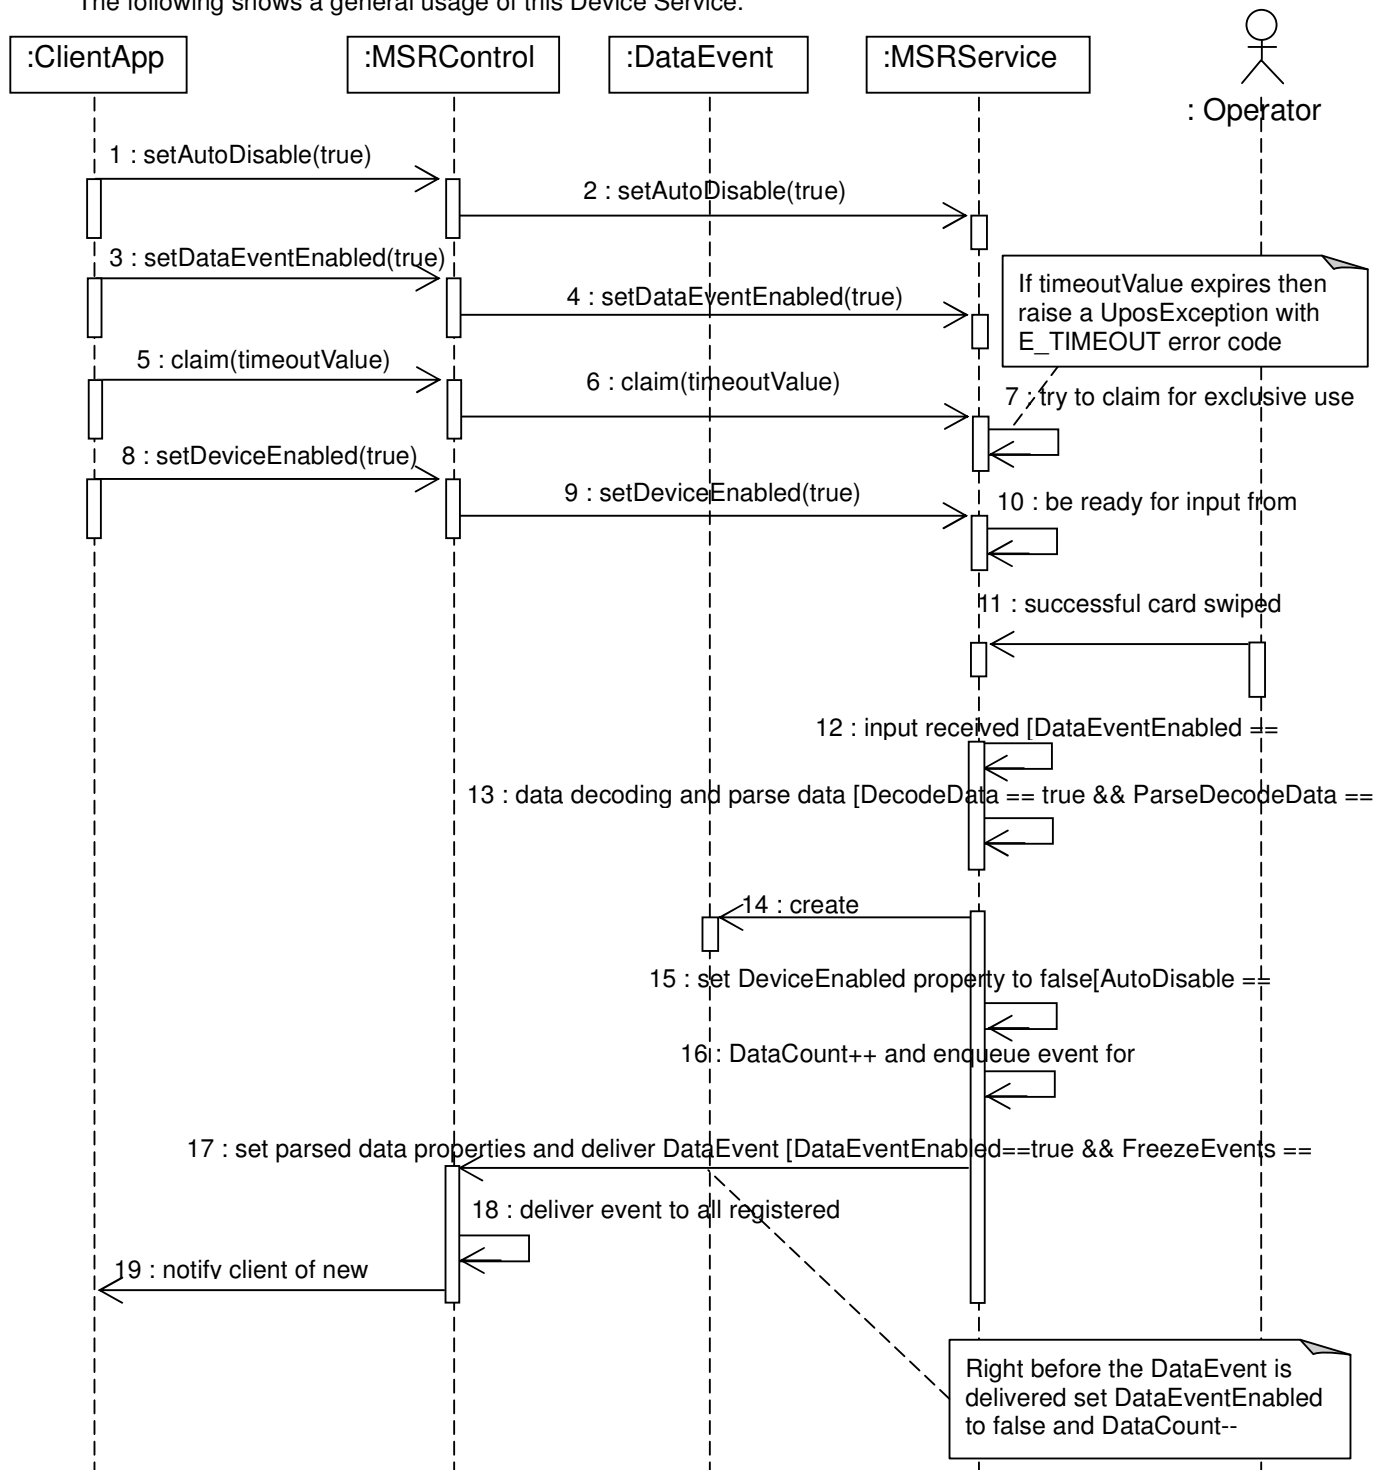 The following shows a general usage of this Device Service.
:ClientApp
:MSRControl
:DataEvent
:MSRService
: Operator
1 : setAutoDisable(true)
2 : setAutoDisable(true)
3 : setDataEventEnabled(true)
4 : setDataEventEnabled(true)
If timeoutValue expires then
raise a UposException with
E_TIMEOUT error code
5 : claim(timeoutValue)
6 : claim(timeoutValue)
7 : try to claim for exclusive use
8 : setDeviceEnabled(true)
9 : setDeviceEnabled(true)
10 : be ready for input from
11 : successful card swiped
12 : input received [DataEventEnabled ==
13 : data decoding and parse data [DecodeData == true && ParseDecodeData ==
14 : create
15 : set DeviceEnabled property to false[AutoDisable ==
16 : DataCount++ and enqueue event for
17 : set parsed data properties and deliver DataEvent [DataEventEnabled==true && FreezeEvents ==
18 : deliver event to all registered
19 : notify client of new
Right before the DataEvent is
delivered set DataEventEnabled
to false and DataCount--